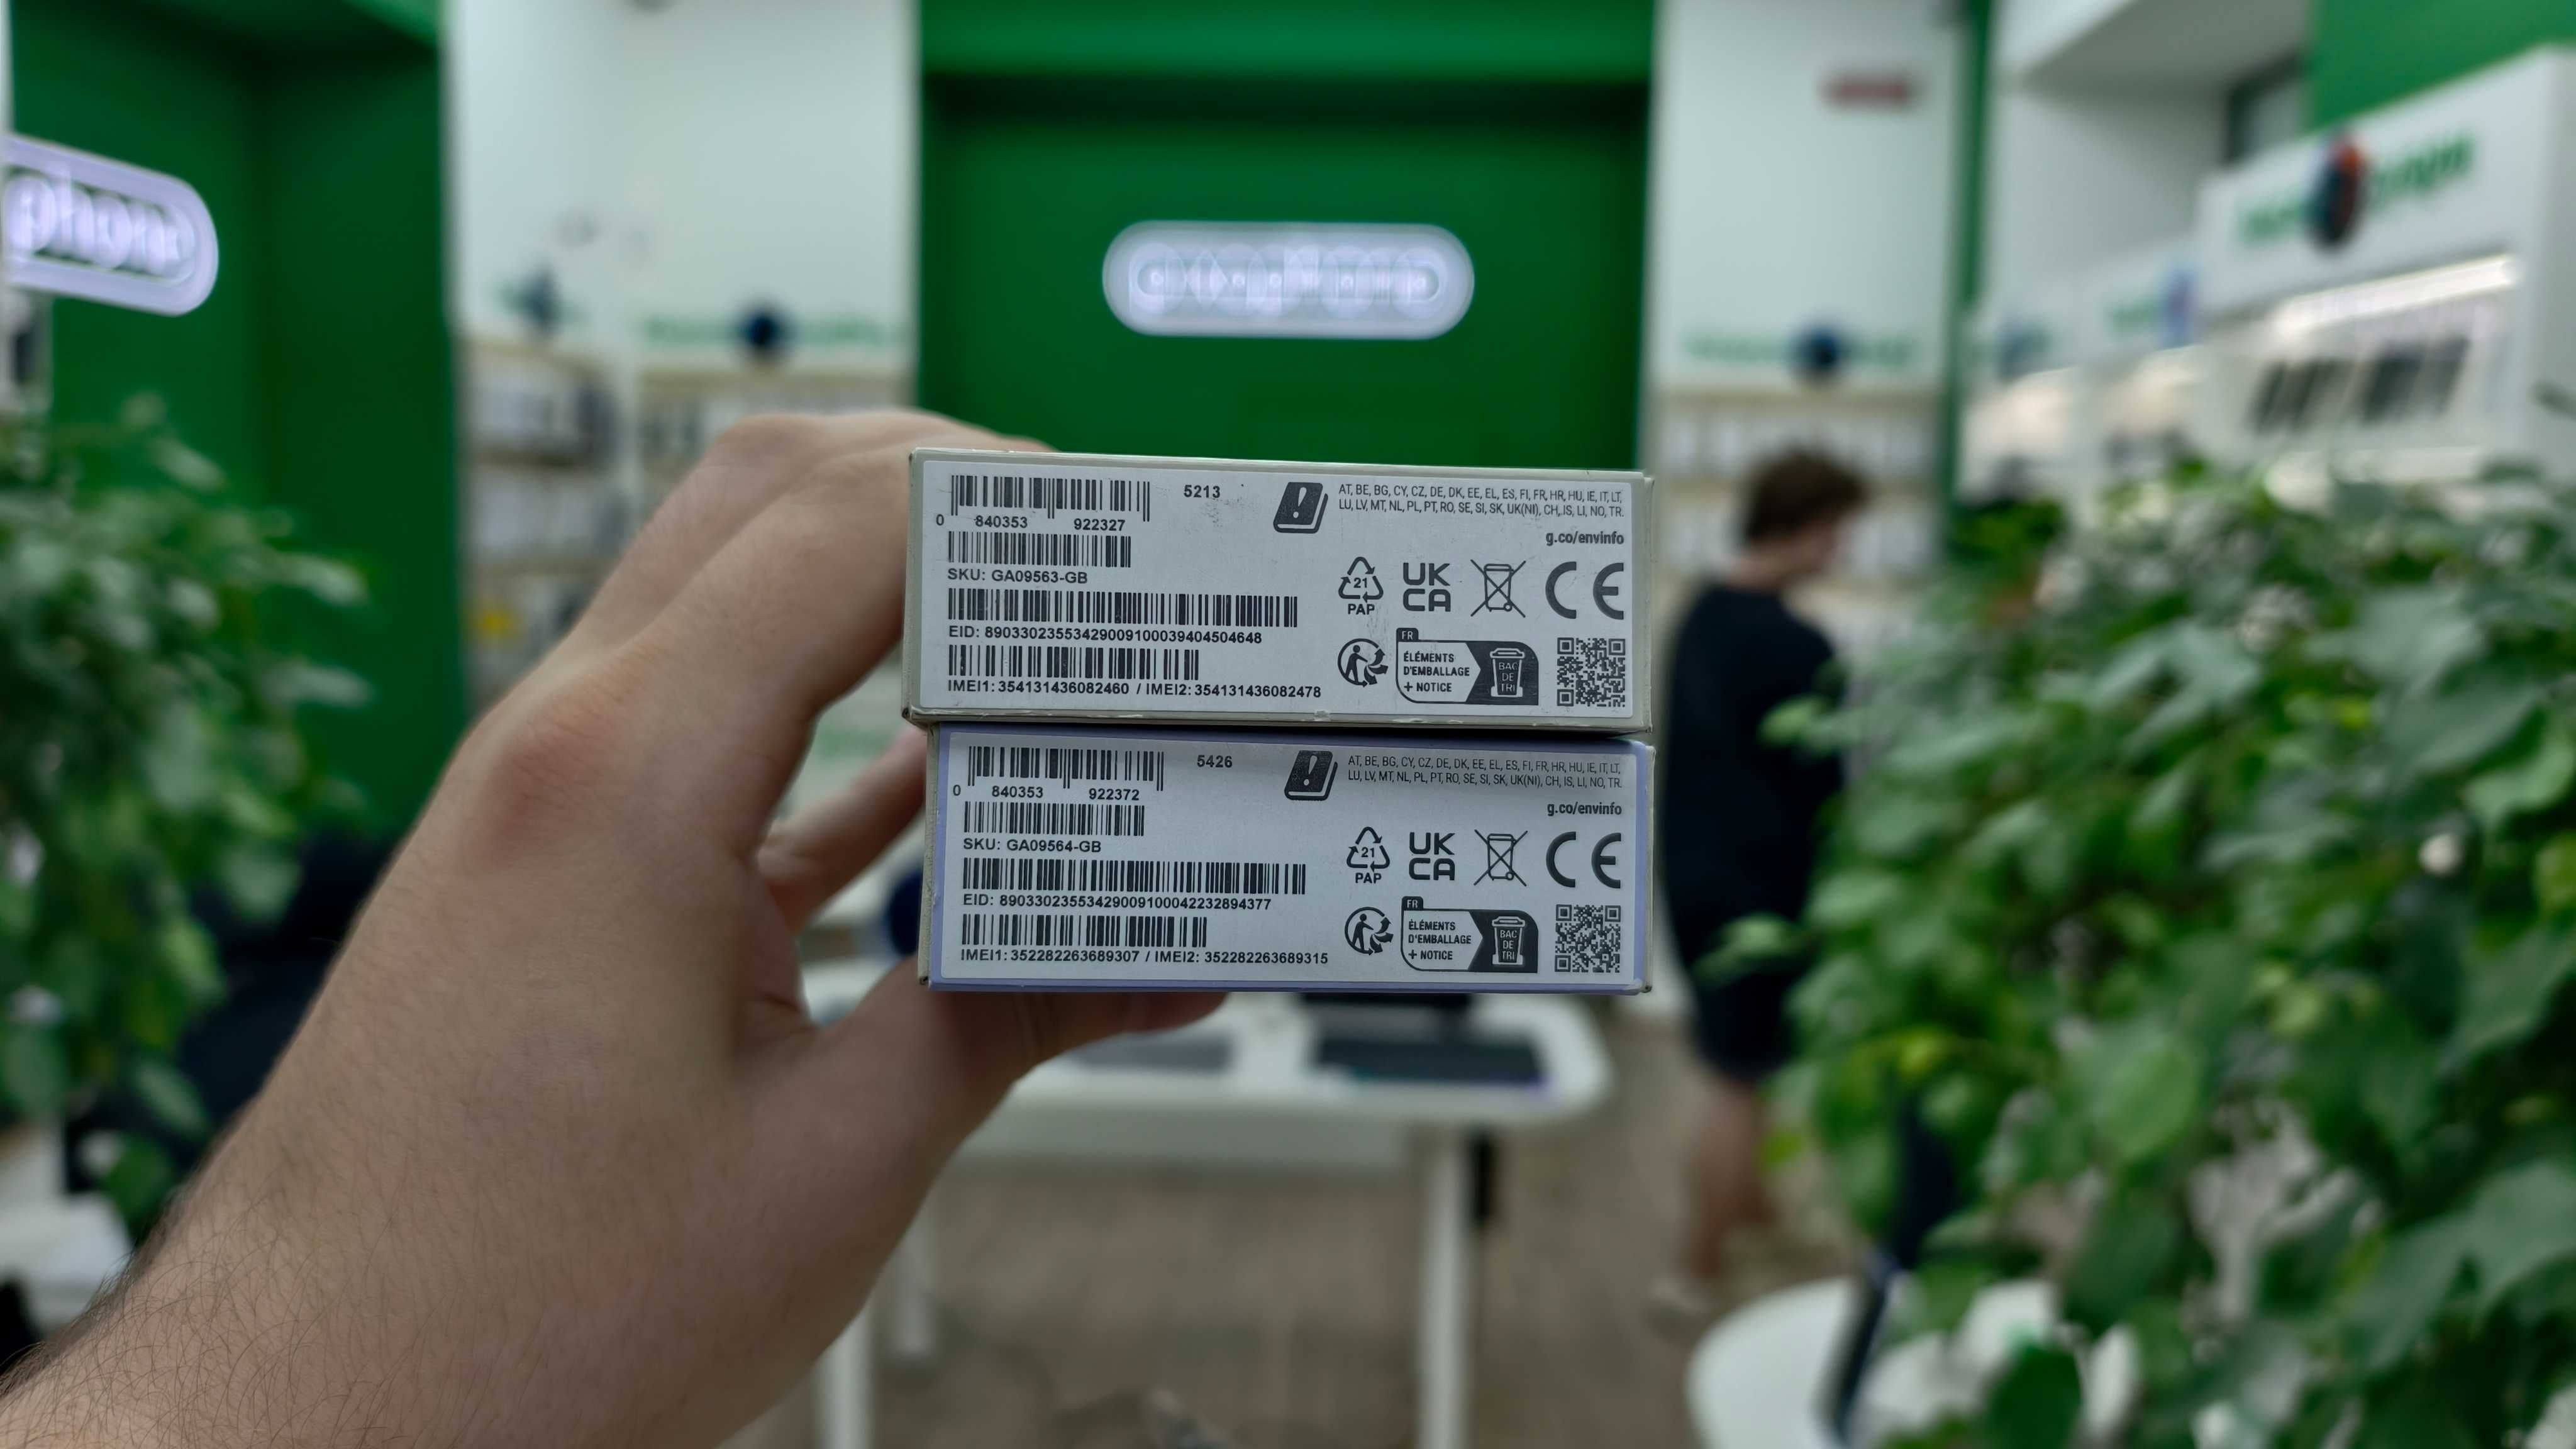 phone
5213
AT, BE, BG, CY, CZ, DE, DK, EE, EL, ES, FI, FR, HR, HU, IE, IT, LT,
LU, LV, MT, NL, PL, PT, RO, SE, SI, SK, UK(NI), CH, IS, LI, NO, TR.
0 840353 922327
g.co/envinfo
SKU: GA09563-GB
21
PAP
UK
CA
CE
EID: 89033023553429009100039404504648
FR
ÉLÉMENTS
D'EMBALLAGE
+ NOTICE
BAC
DE
TRI
IMEI1: 354131436082460 / IMEI2: 354131436082478
5426
AT, BE, BG, CY, CZ, DE, DK, EE, EL, ES, FI, FR, HR, HU, IE, IT, LT,
LU, LV, MT, NL, PL, PT, RO, SE, SI, SK, UK(NI), CH, IS, LI, NO, TR.
0 840353 922372
g.co/envinfo
SKU: GA09564-GB
21
PAP
UK
CA
CE
EID: 89033023553429009100042232894377
FR
ÉLÉMENTS
D'EMBALLAGE
+ NOTICE
BAC
DE
TRI
IMEI1: 352282263689307 / IMEI2: 352282263689315